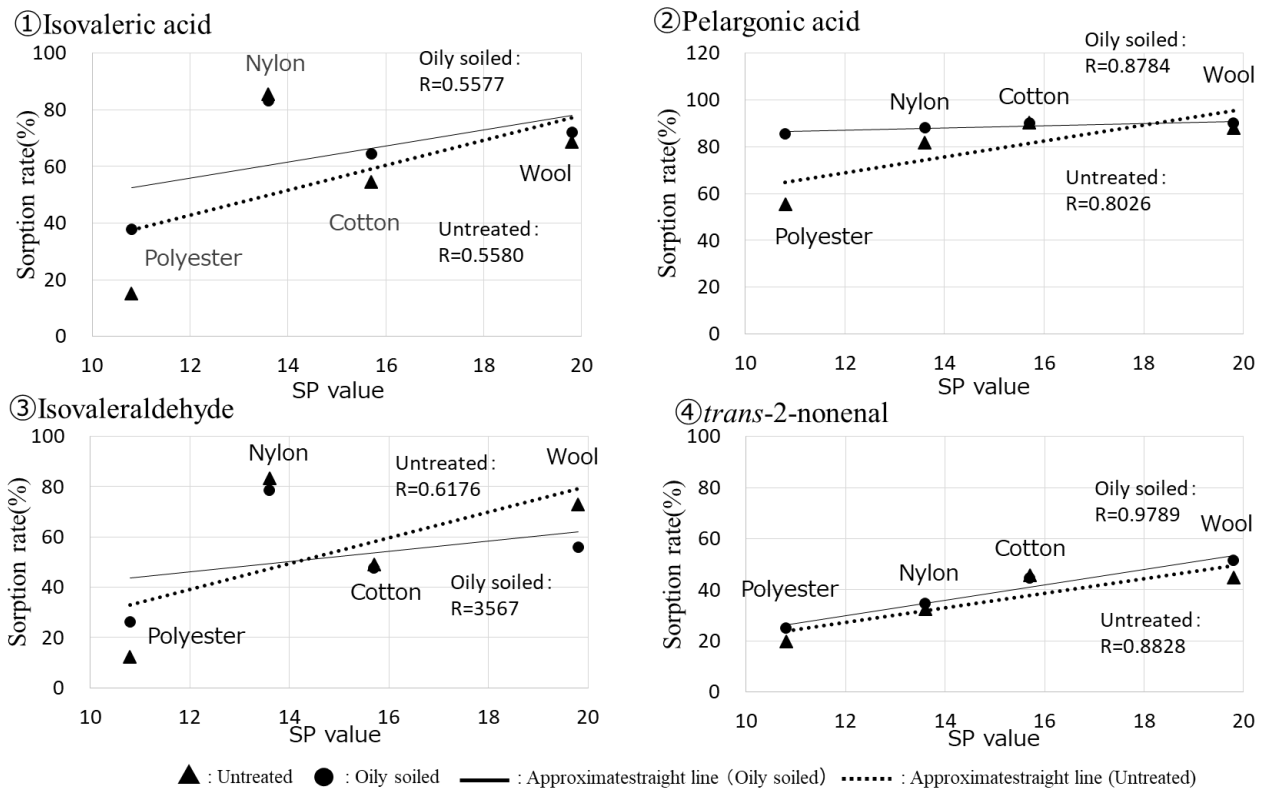 ①Isovaleric acid
100
80
60
40
20
0
Sorption rate(%)
10
12
14
16
18
20
SP value
Nylon
Oily soiled:
R=0.5577
Wool
Cotton
Untreated:
R=0.5580
Polyester
②Pelargonic acid
120
100
80
60
40
20
0
Sorption rate(%)
10
12
14
16
18
20
SP value
Oily soiled:
R=0.8784
Wool
Nylon
Cotton
Untreated:
R=0.8026
Polyester
③Isovaleraldehyde
100
80
60
40
20
0
Sorption rate(%)
10
12
14
16
18
20
SP value
Nylon
Untreated:
R=0.6176
Wool
Cotton
Oily soiled:
R=3567
Polyester
④trans-2-nonenal
100
80
60
40
20
0
Sorption rate(%)
10
12
14
16
18
20
SP value
Oily soiled:
R=0.9789
Wool
Cotton
Nylon
Polyester
Untreated:
R=0.8828
: Untreated : Oily soiled : Approximatestraight line (Oily soiled) : Approximatestraight line (Untreated)